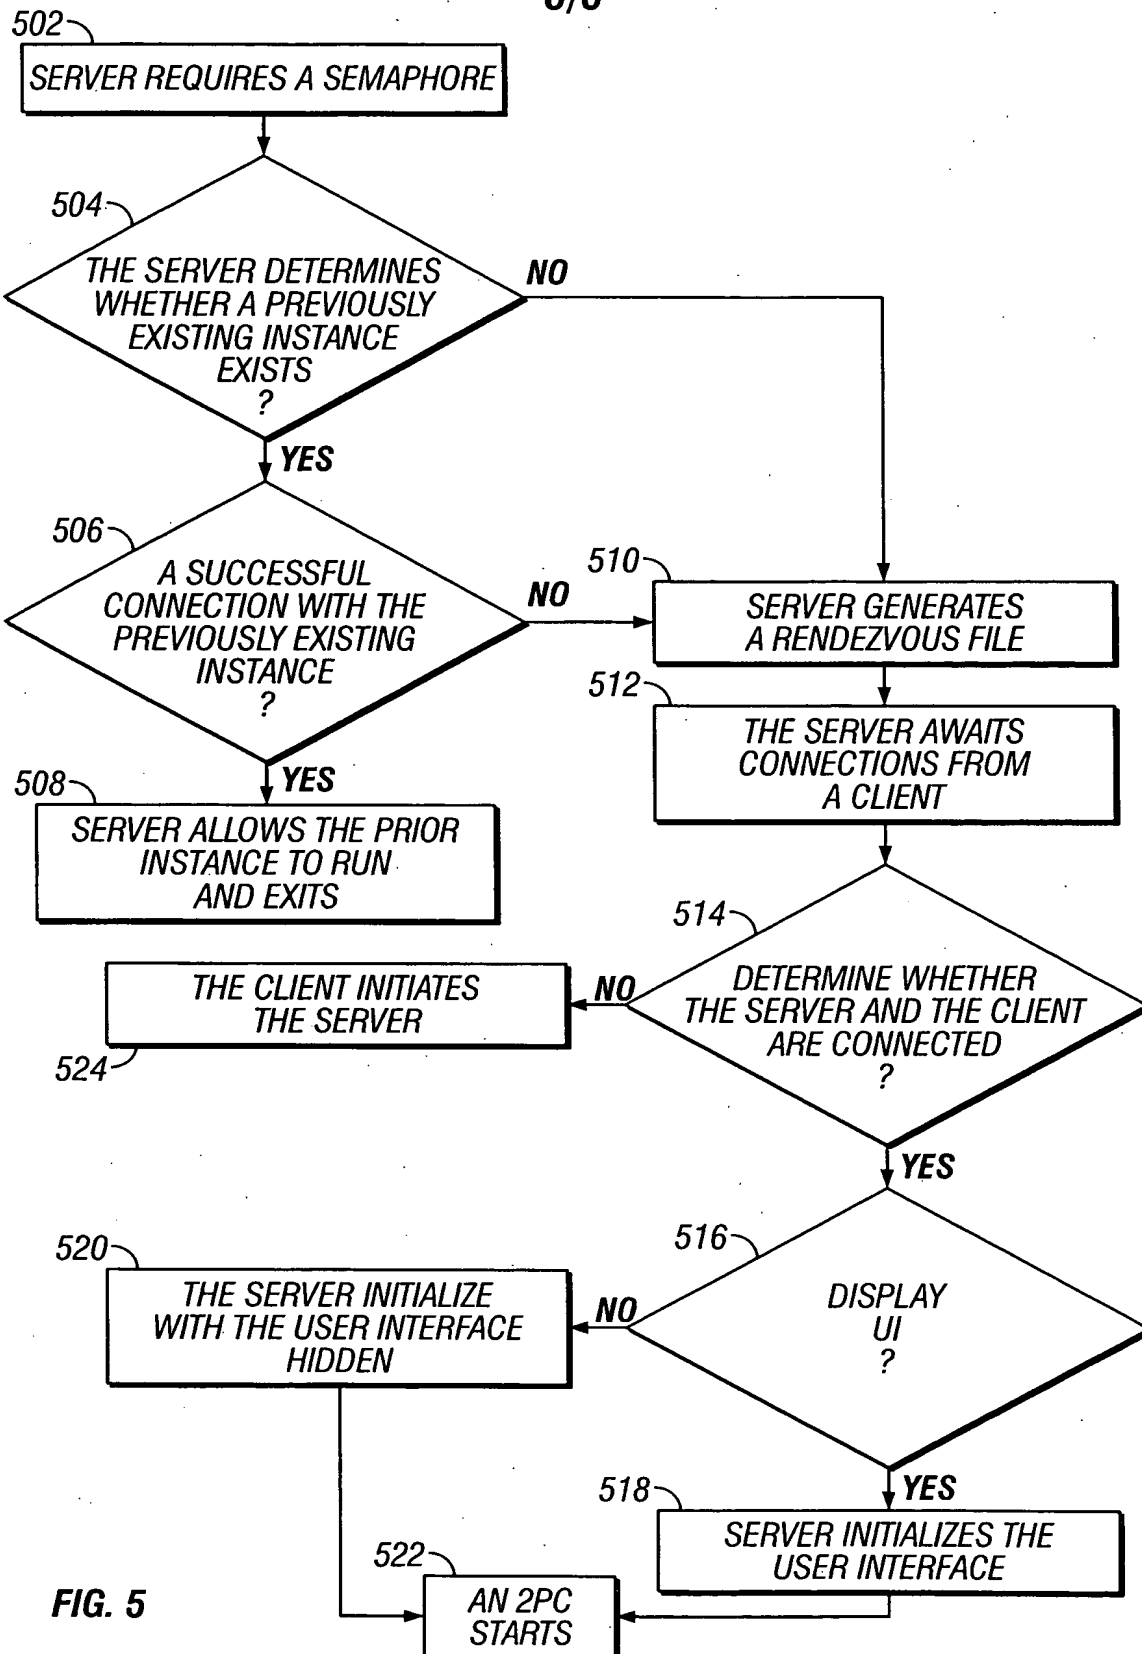 502
SERVER REQUIRES A SEMAPHORE
504
THE SERVER DETERMINES
WHETHER A PREVIOUSLY
EXISTING INSTANCE
EXISTS
?
NO
YES
506
A SUCCESSFUL
CONNECTION WITH THE
PREVIOUSLY EXISTING
INSTANCE
?
NO
YES
508
SERVER ALLOWS THE PRIOR
INSTANCE TO RUN
AND EXITS
510
SERVER GENERATES
A RENDEZVOUS FILE
512
THE SERVER AWAITS
CONNECTIONS FROM
A CLIENT
514
DETERMINE WHETHER
THE SERVER AND THE CLIENT
ARE CONNECTED
?
NO
THE CLIENT INITIATES
THE SERVER
524
YES
516
DISPLAY
UI
?
NO
520
THE SERVER INITIALIZE
WITH THE USER INTERFACE
HIDDEN
YES
518
SERVER INITIALIZES THE
USER INTERFACE
522
AN 2PC
STARTS
FIG. 5